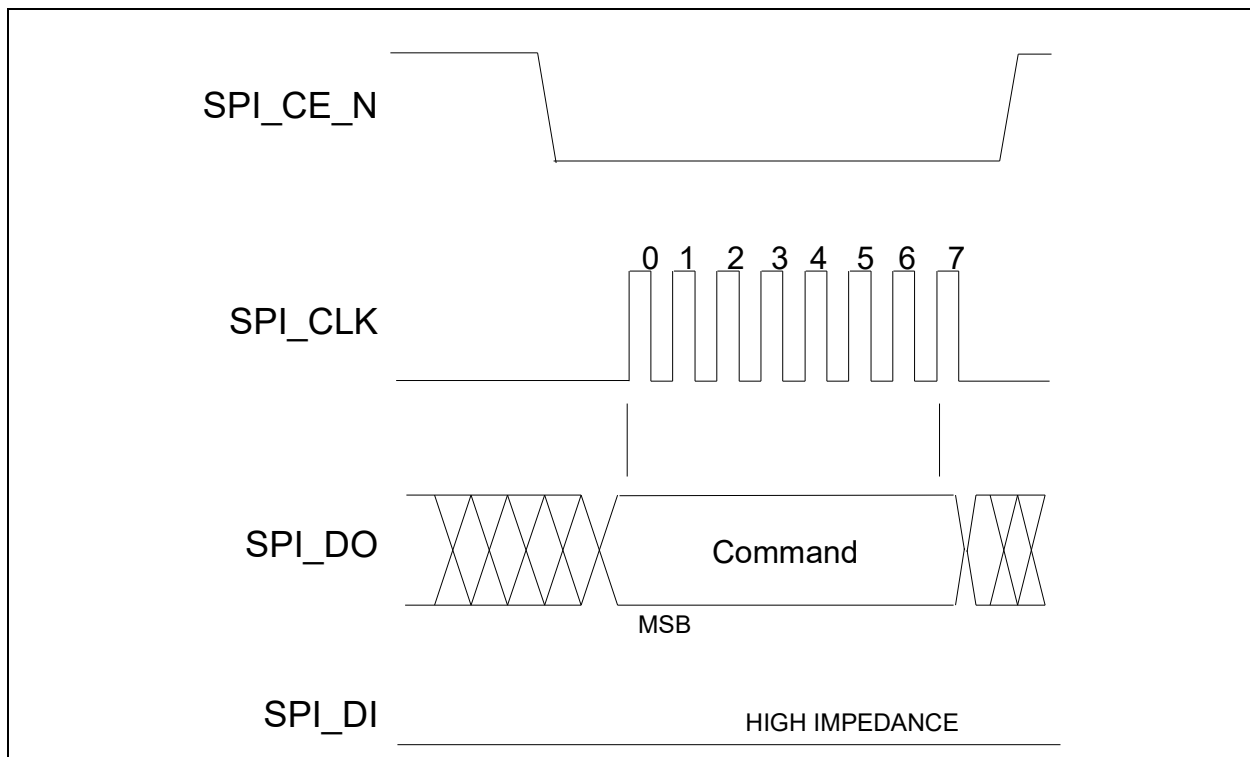 SPI_CE_N
0 1 2 3 4 5 6 7
SPI_CLK
SPI_DO
Command
MSB
SPI_DI
HIGH IMPEDANCE